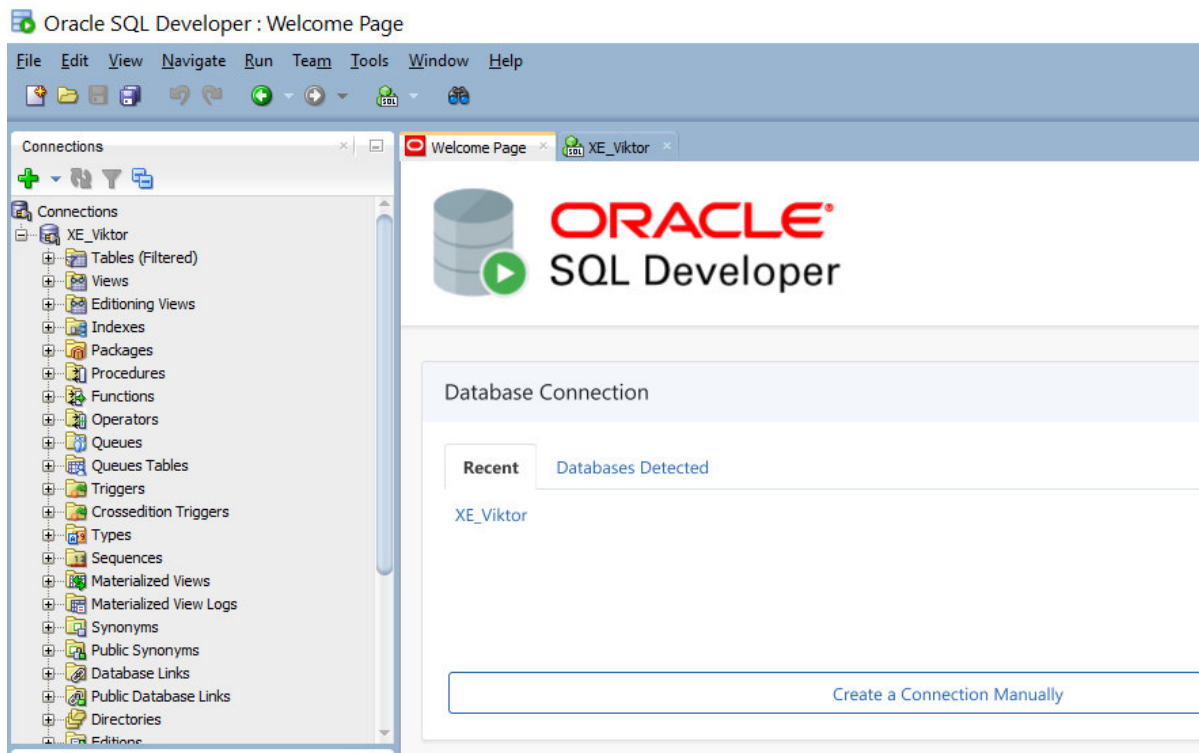 Oracle SQL Developer : Welcome Page
File Edit View Navigate Run Team Tools Window Help
SQL
Connections
Welcome Page
SQL XE_Viktor
Connections
XE_Viktor
Tables (Filtered)
Views
Editioning Views
Indexes
Packages
Procedures
Functions
Operators
Queues
Queues Tables
Triggers
Crossedition Triggers
Types
Sequences
Materialized Views
Materialized View Logs
Synonyms
Public Synonyms
Database Links
Public Database Links
Directories
Editions
ORACLE®
SQL Developer
Database Connection
Recent Databases Detected
XE_Viktor
Create a Connection Manually